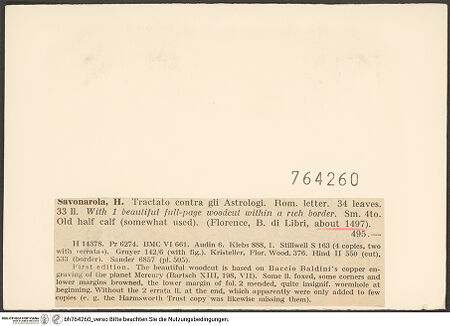 764260
Savonarola, H. Tractato contra gli Astrologi. Rom. letter. 34 leaves.
33 ll. With 1 beautiful full-page woodcut within a rich border. Sm. 4to.
Old half calf (somewhat used). (Florence, B. di Libri, about 1497).
495.—
H 14378. Pr 6274. BMC VI 661. Audin 6. Klebs 888, 1. Stillwell S 163 (4 copies, two
with «errata»). Gruyer 142/6 (with fig.). Kristeller, Flor. Wood. 376. Hind II 550 (cut),
533 (border). Sander 6857 (pl. 505).
First edition. The beautiful woodcut is based on Baccio Baldini's copper en-
graving of the planet Mercury (Bartsch XIII, 198, VII). Some ll. foxed, some corners and
lower margins browned, the lower margin of fol. 2 mended, quite insignif. wormhole at
beginning. Without the 2 errata ll. at the end, which apparently were only added to few
copies (e. g. the Harmsworth Trust copy was likewise missing them).
Bitte beachten Sie die Nutzungsbedingungen.